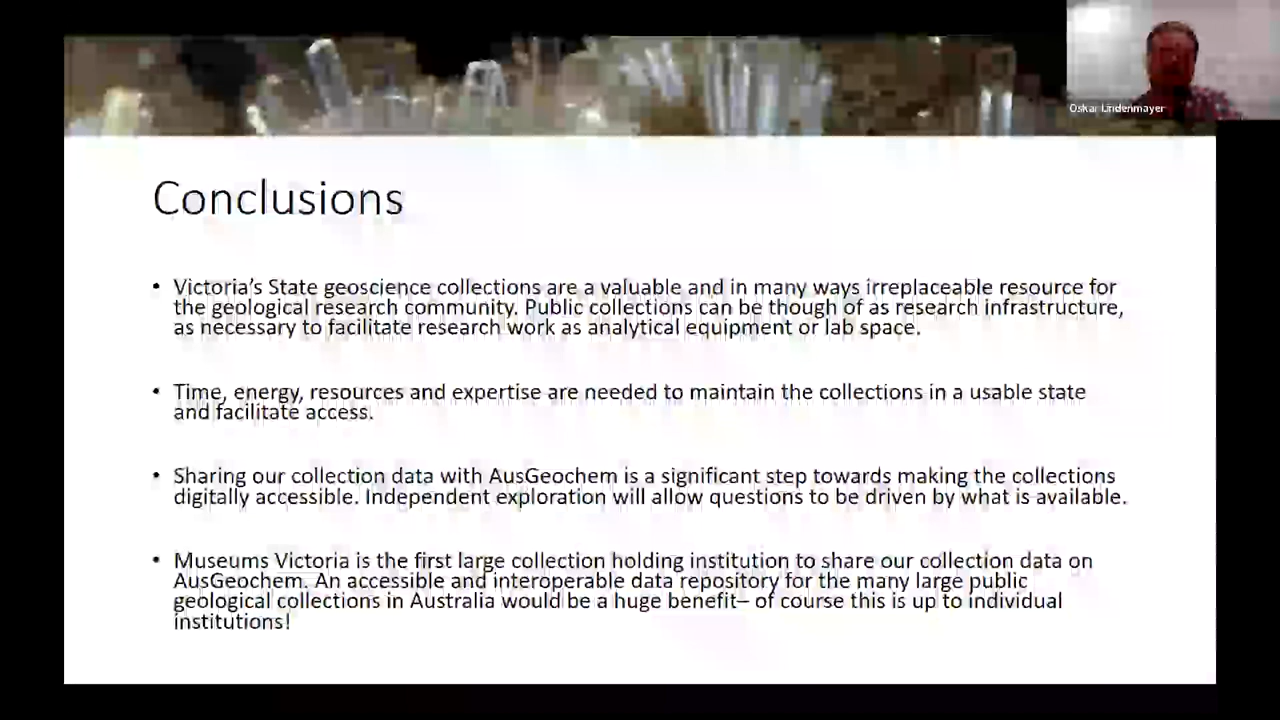 Oskar Lindenmayer
Conclusions
• Victoria's State geoscience collections are a valuable and in many ways irreplaceable resource for
the geological research community. Public collections can be though of as research infrastructure,
as necessary to facilitate research work as analytical equipment or lab space.
• Time, energy, resources and expertise are needed to maintain the collections in a usable state
and facilitate access.
• Sharing our collection data with AusGeochem is a significant step towards making the collections
digitally accessible. Independent exploration will allow questions to be driven by what is available.
• Museums Victoria is the first large collection holding institution to share our collection data on
AusGeochem. An accessible and interoperable data repository for the many large public
geological collections in Australia would be a huge benefit– of course this is up to individual
institutions!